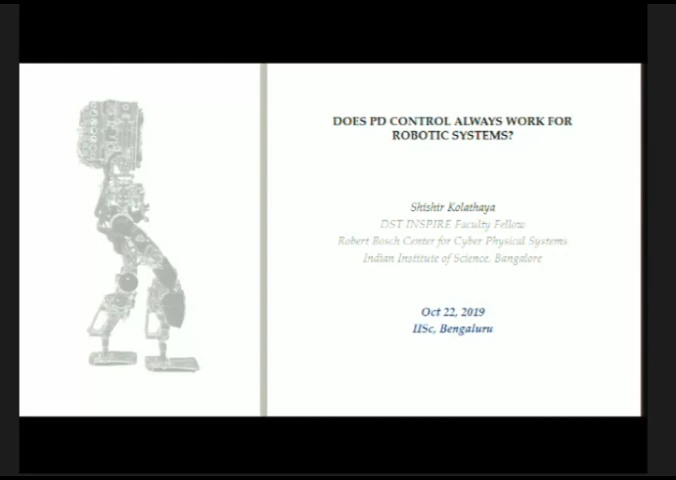 DOES PD CONTROL ALWAYS WORK FOR
ROBOTIC SYSTEMS?
Shishir Kolathaya
DST INSPIRE Faculty Fellow
Robert Bosch Center for Cyber Physical Systems
Indian Institute of Science, Bangalore
Oct 22, 2019
IISc, Bengaluru